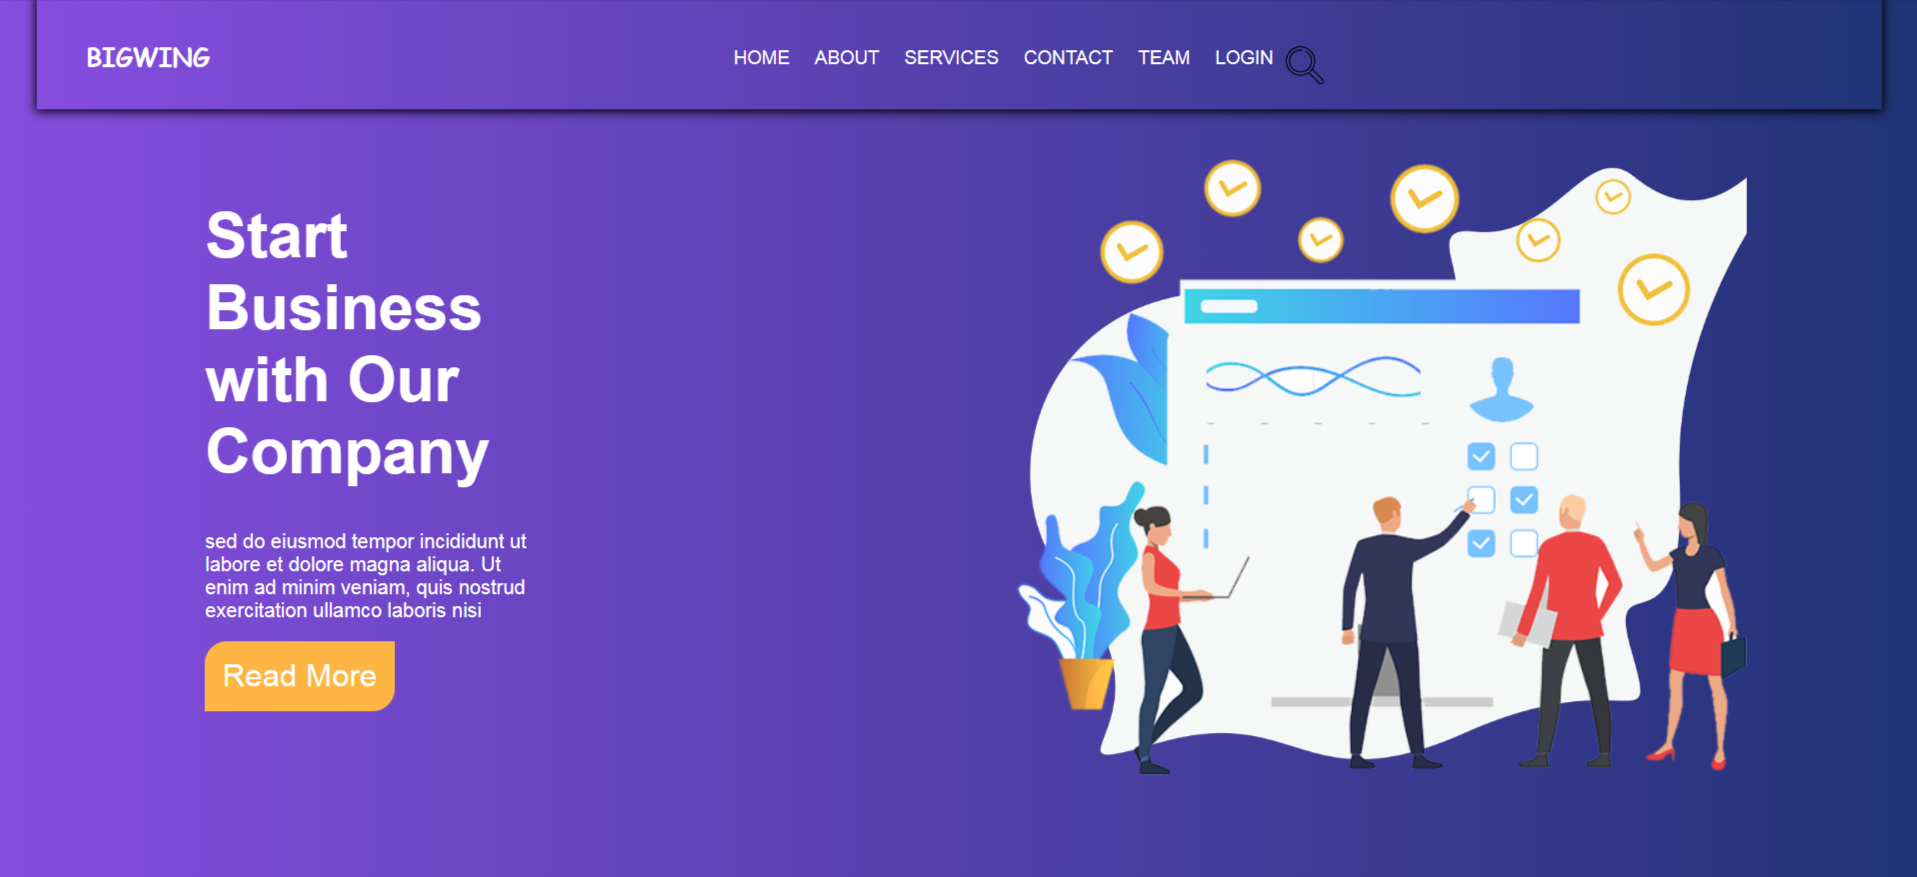 BIGWING
HOME ABOUT SERVICES CONTACT TEAM LOGIN
Start
Business
with Our
Company
sed do eiusmod tempor incididunt ut
labore et dolore magna aliqua. Ut
enim ad minim veniam, quis nostrud
exercitation ullamco laboris nisi
Read More